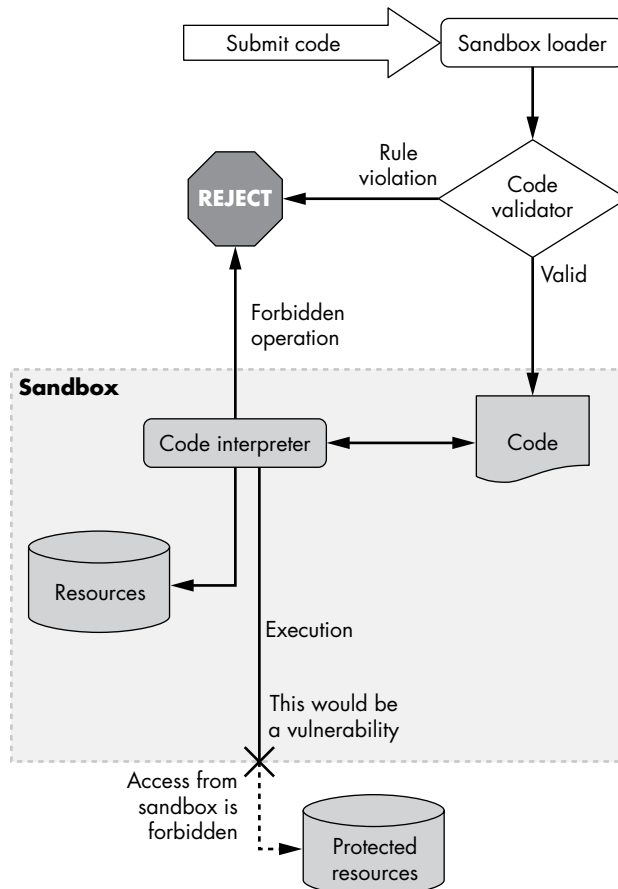 Submit code
Sandbox loader
Rule
violation
REJECT
Code
validator
Valid
Forbidden
operation
Sandbox
Code interpreter
Code
Resources
Execution
This would be
a vulnerability
Access from
sandbox is
forbidden
Protected
resources